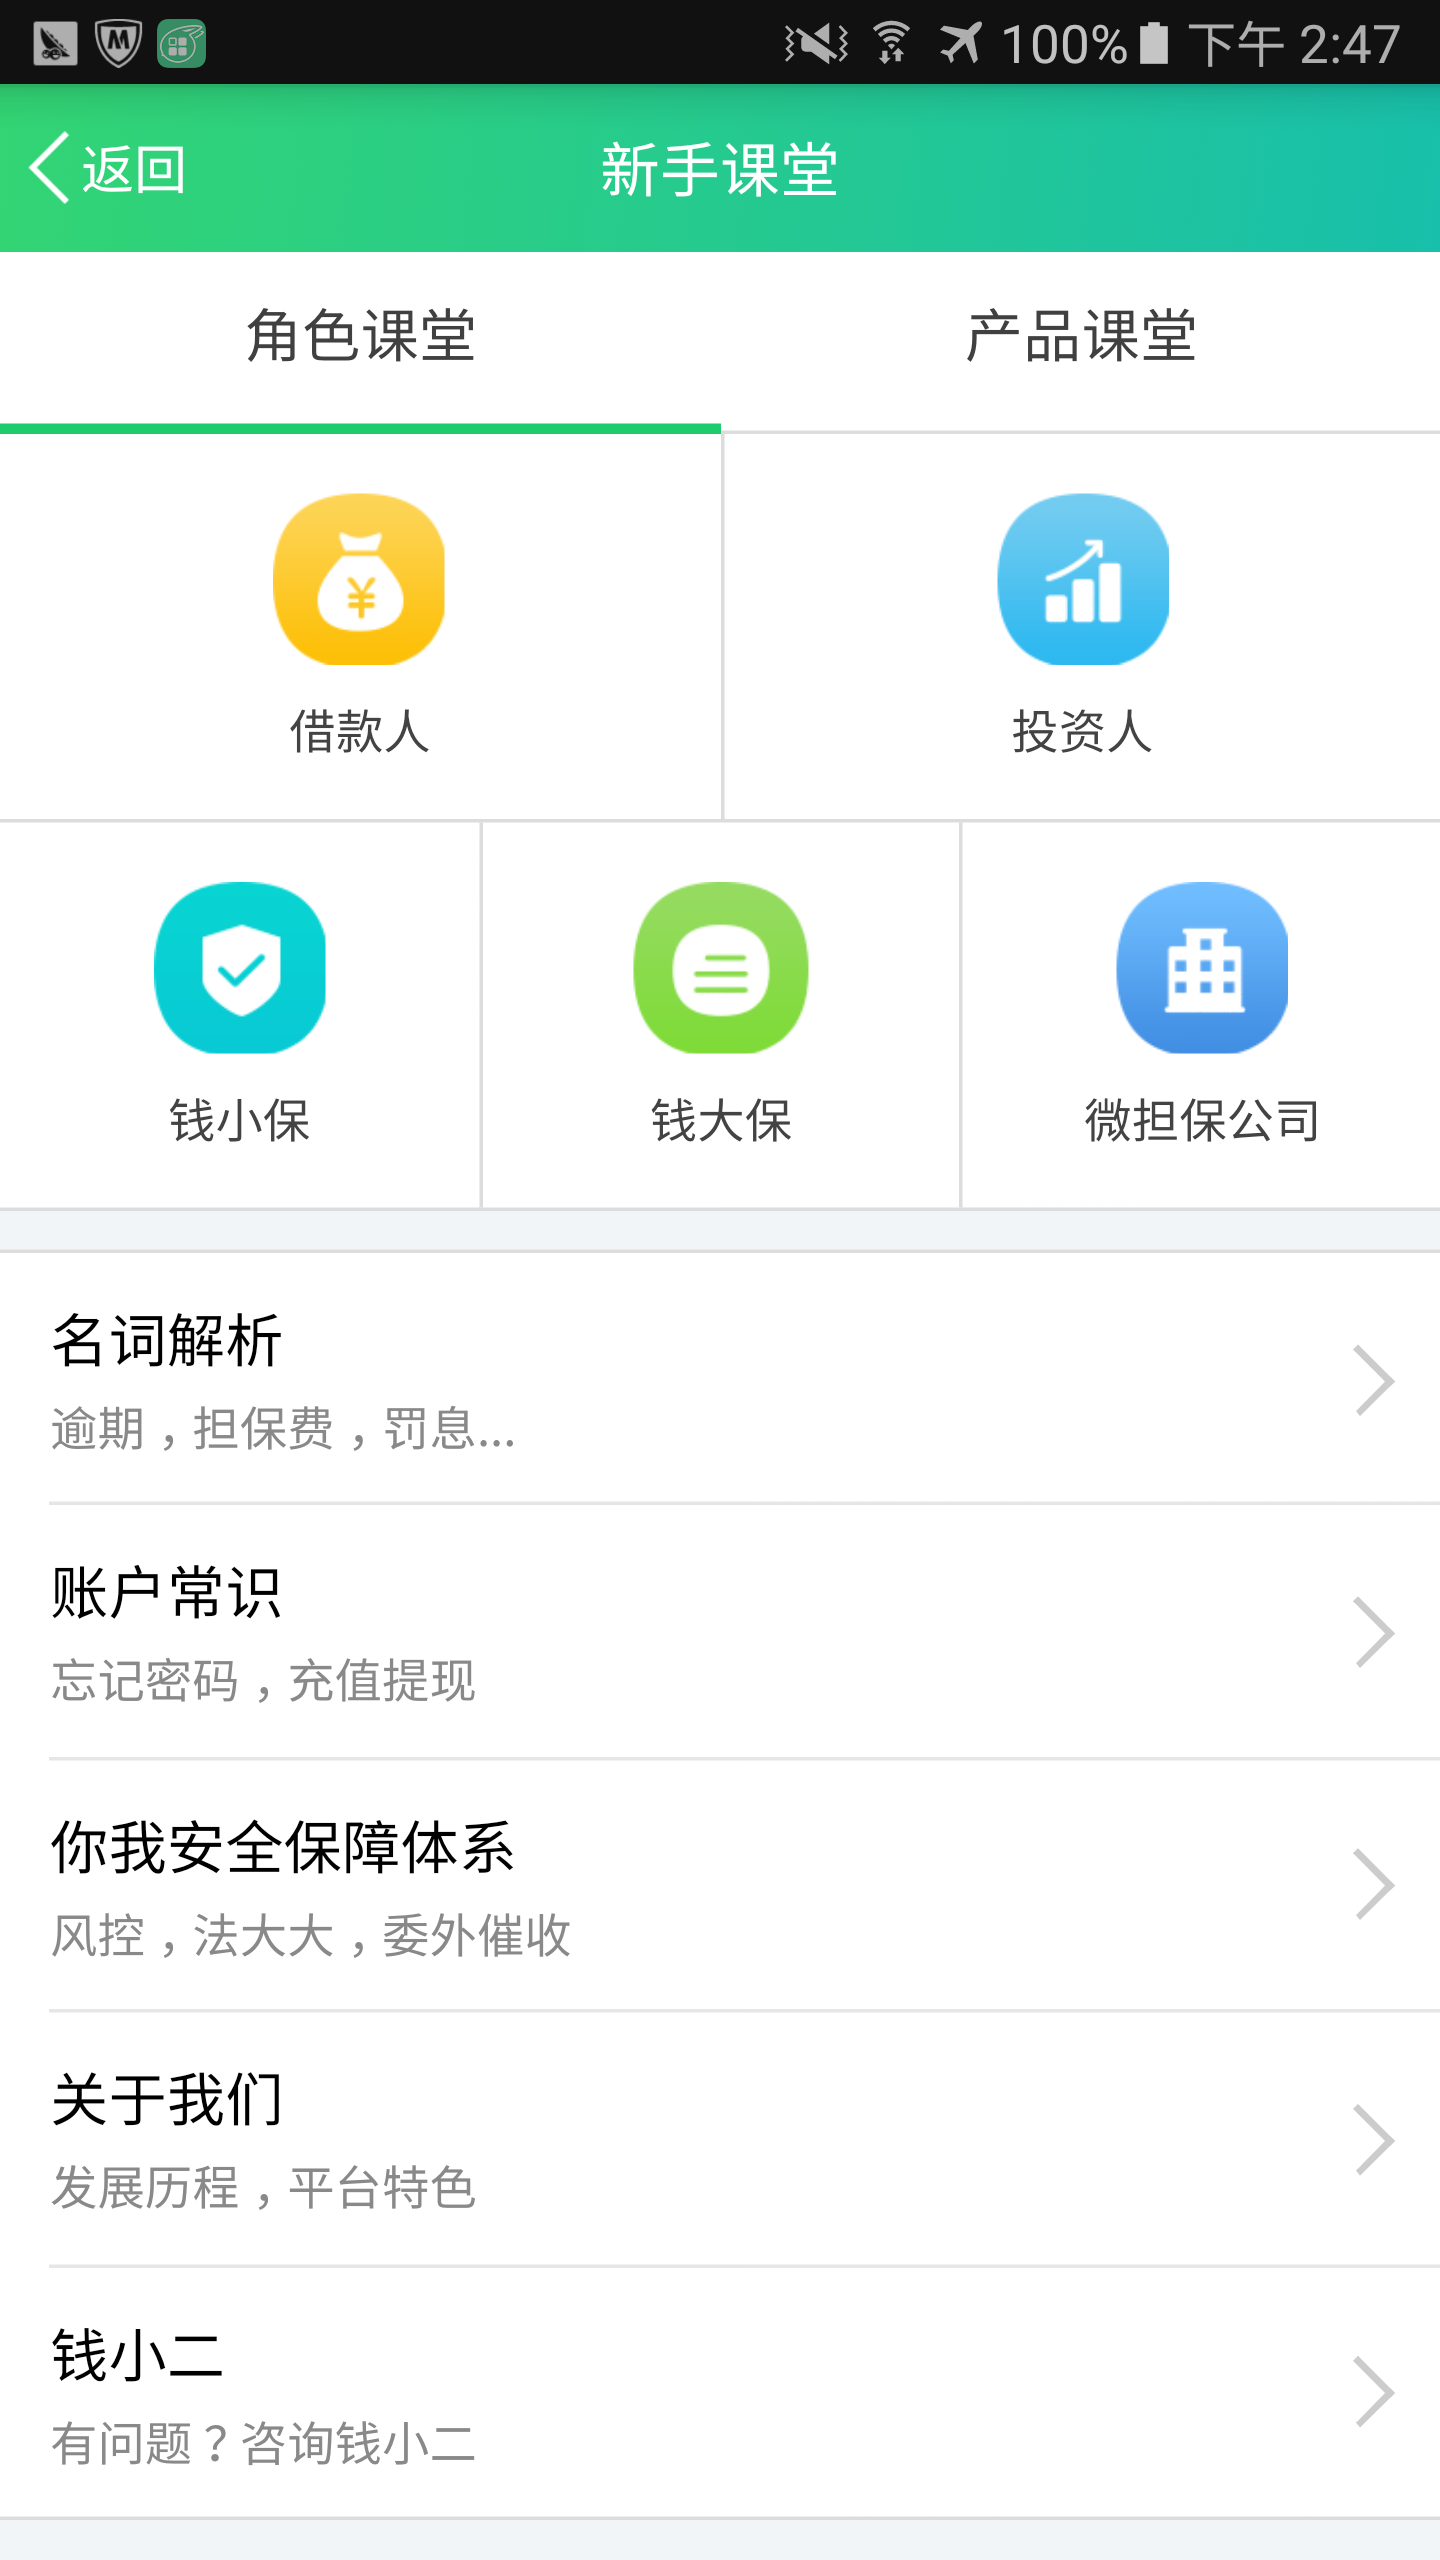 100% 下午 2:47
返回 新手课堂
角色课堂 产品课堂
借款人 投资人
钱小保 钱大保 微担保公司
名词解析
逾期，担保费，罚息...
账户常识
忘记密码，充值提现
你我安全保障体系
风控，法大大，委外催收
关于我们
发展历程，平台特色
钱小二
有问题？咨询钱小二